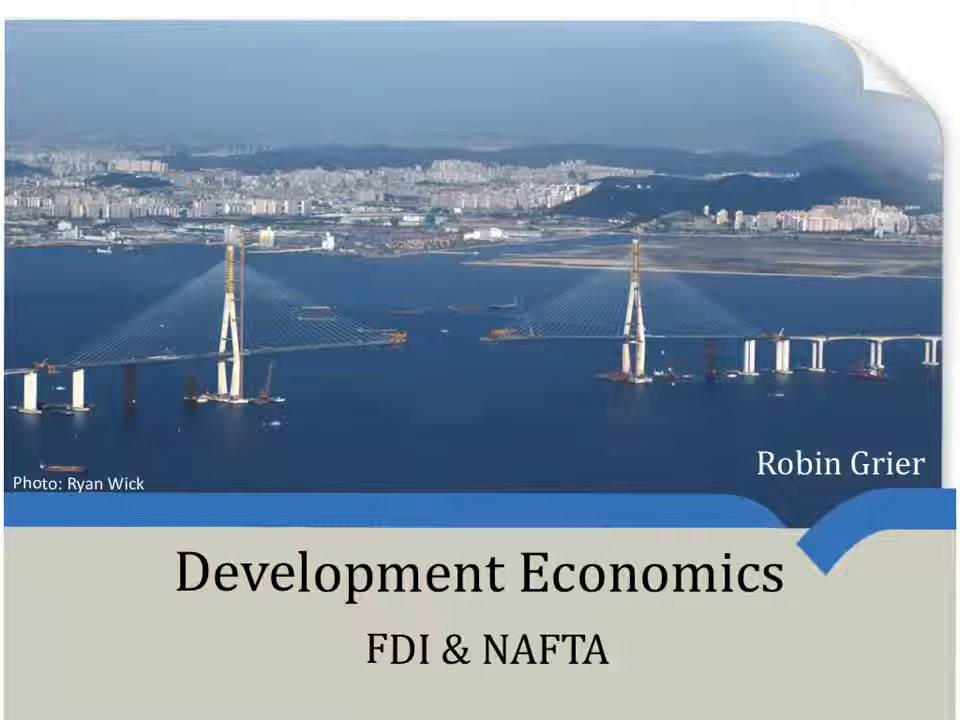 Robin Grier
Photo: Ryan Wick
Development Economics
FDI & NAFTA